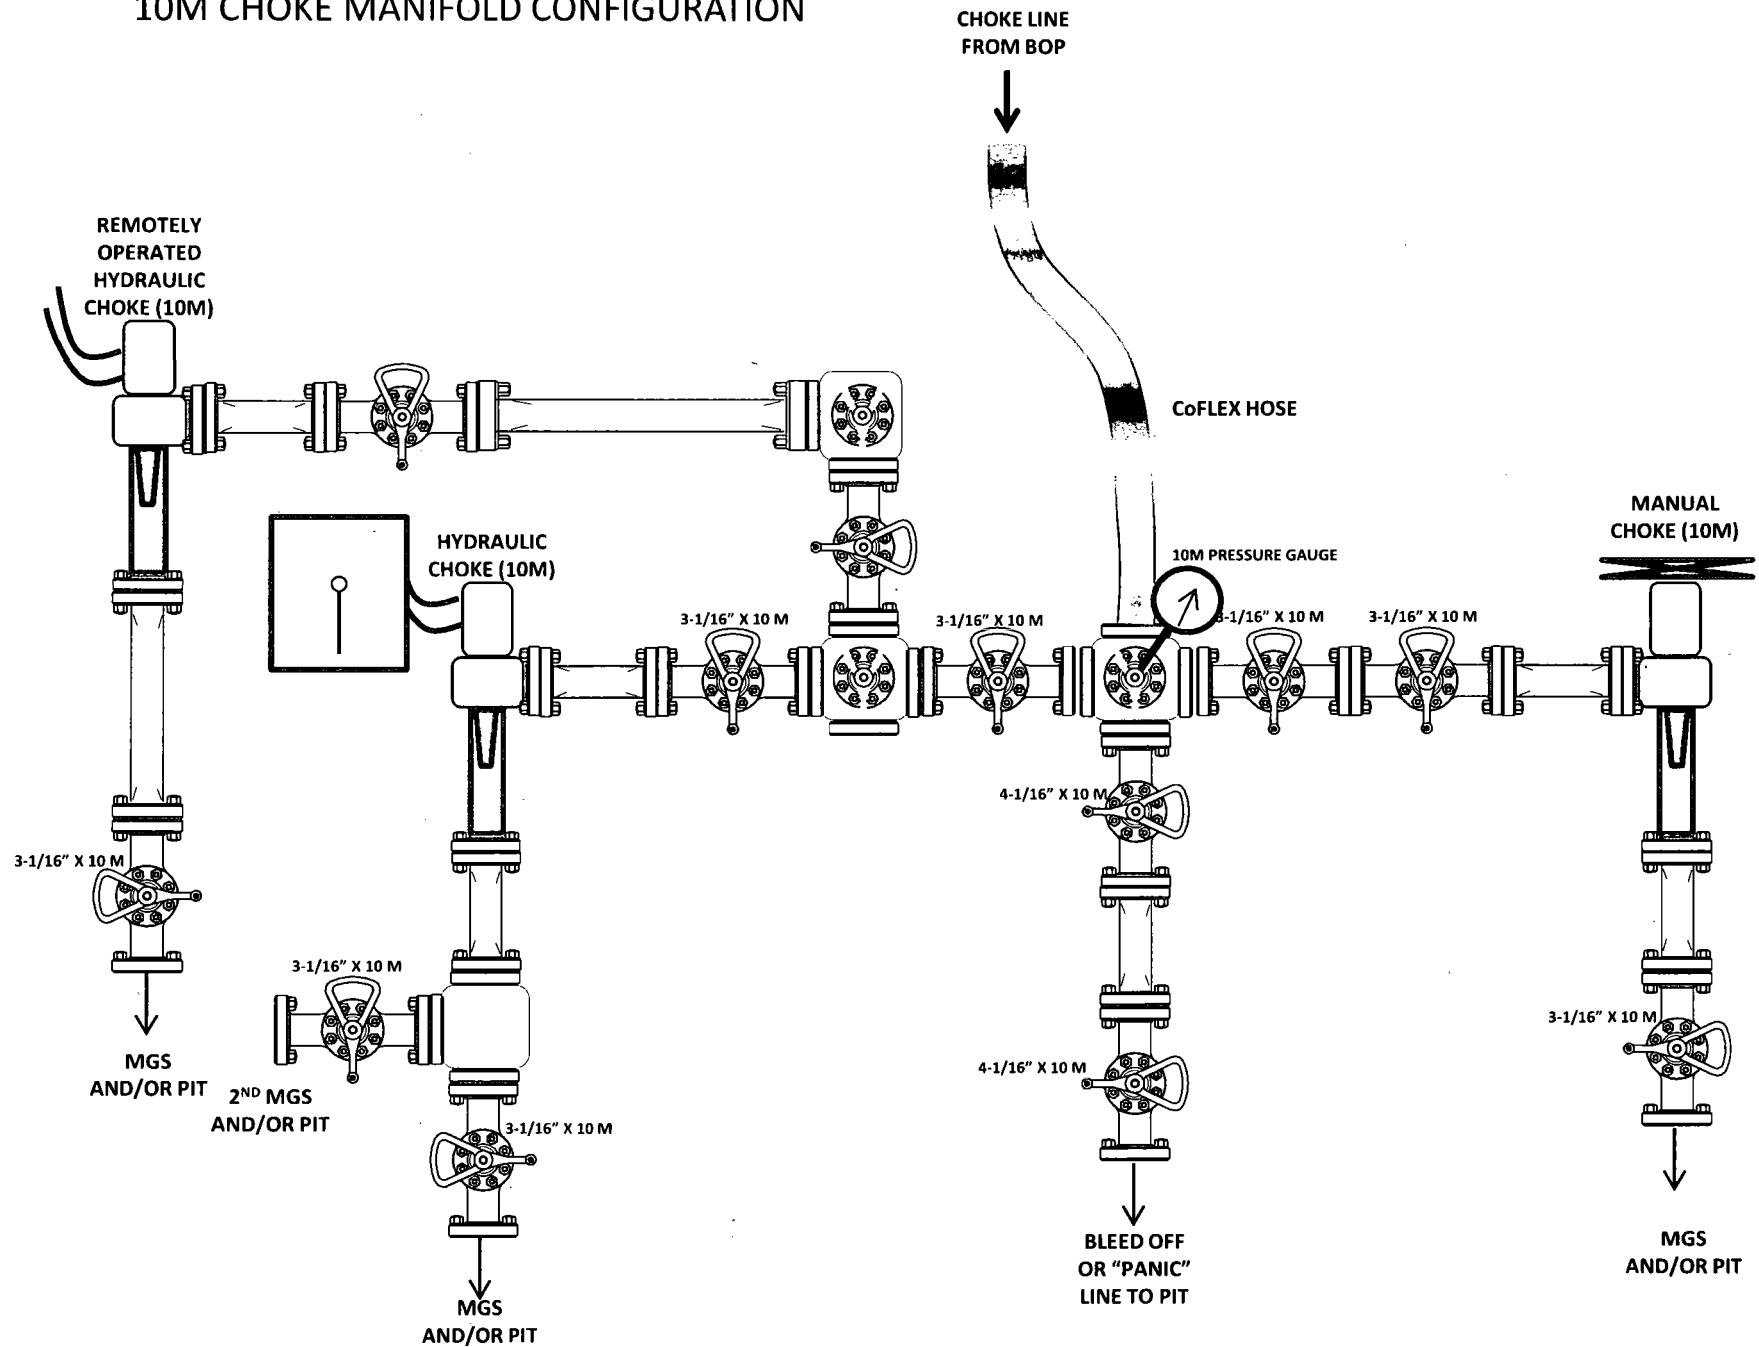 10M CHOKE MANIFOLD CONFIGURATION
CHOKE LINE
FROM BOP
REMOTELY
OPERATED
HYDRAULIC
CHOKE (10M)
CoFLEX HOSE
MANUAL
CHOKE (10M)
HYDRAULIC
CHOKE (10M)
10M PRESSURE GAUGE
3-1/16" X 10 M
3-1/16" X 10 M
3-1/16" X 10 M
3-1/16" X 10 M
4-1/16" X 10 M
3-1/16" X 10 M
3-1/16" X 10 M
3-1/16" X 10 M
4-1/16" X 10 M
MGS
AND/OR PIT
2ND MGS
AND/OR PIT
3-1/16" X 10 M
BLEED OFF
OR “PANIC”
LINE TO PIT
MGS
AND/OR PIT
MGS
AND/OR PIT